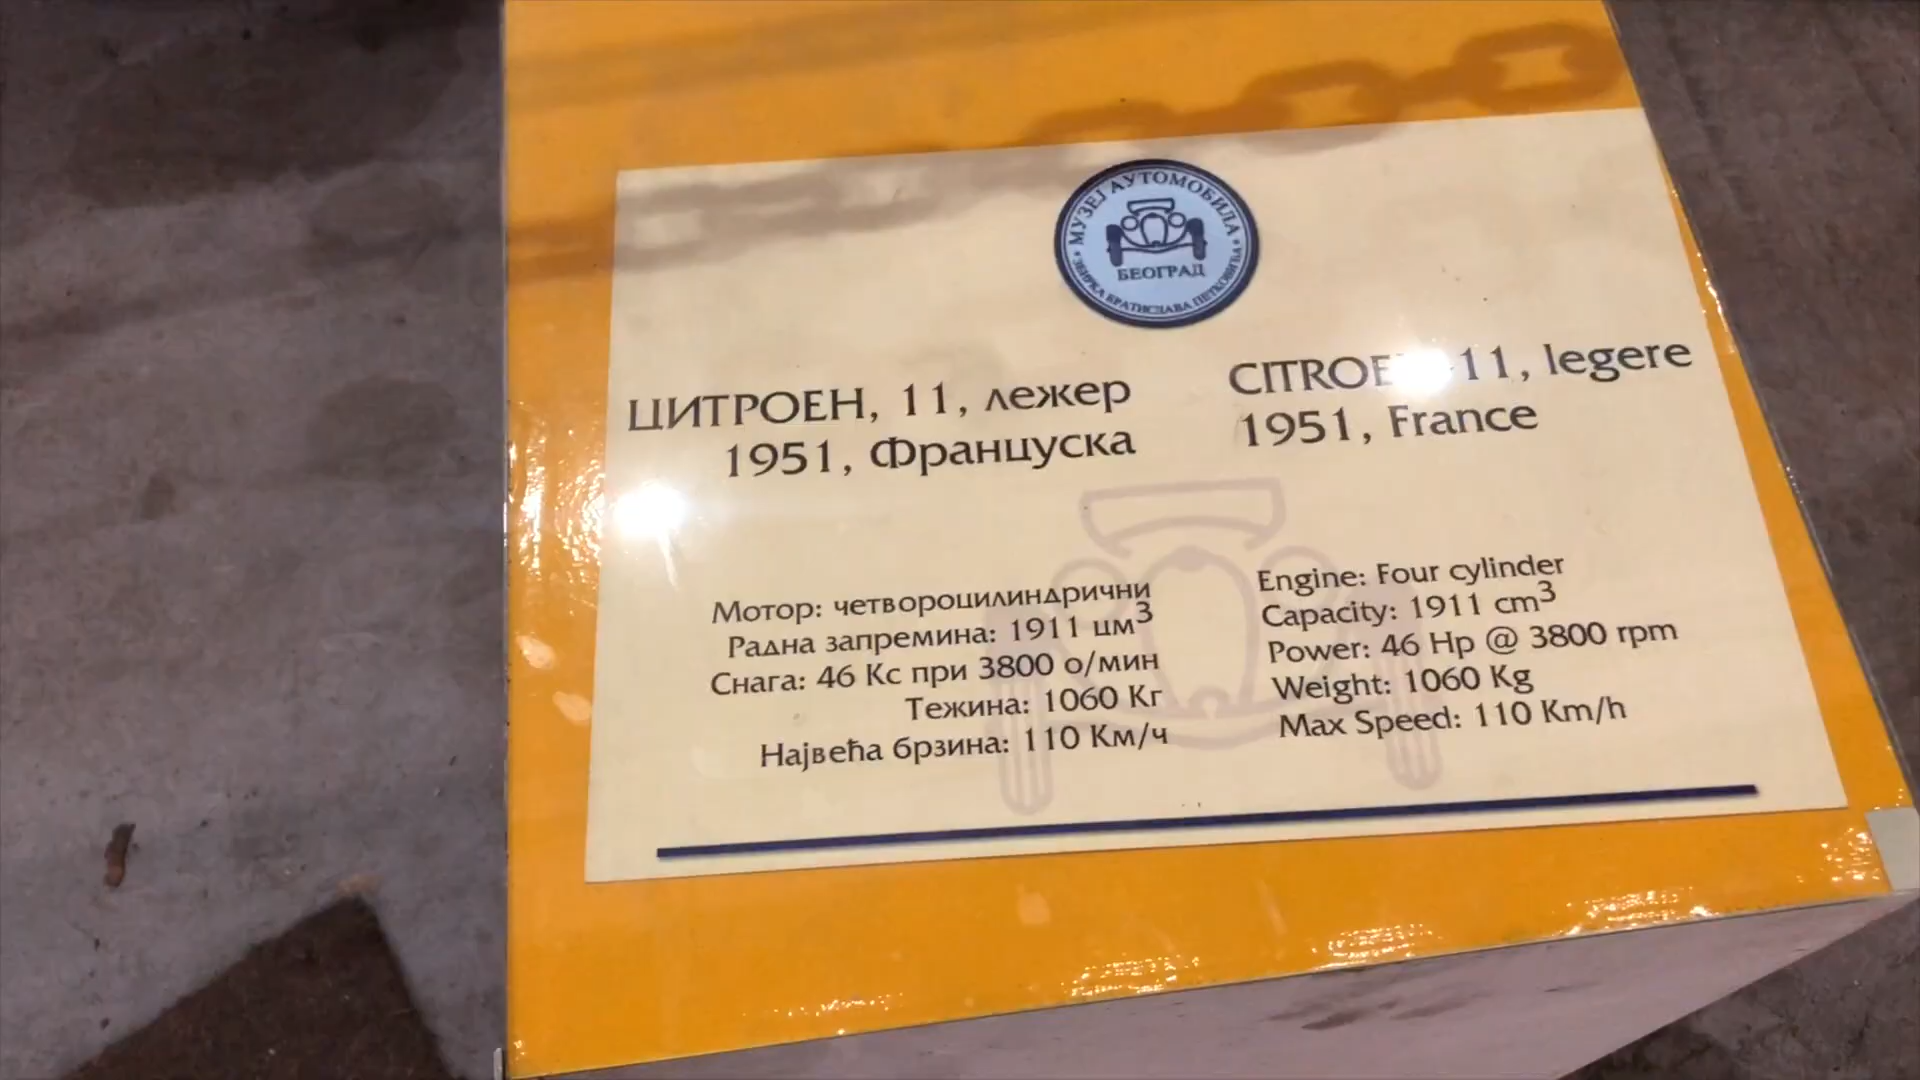 МУЗЕЈ АУТОМОБИЛА
БЕОГРАД
ЗБИРКА БРАТИСЛАВА ПЕТКОВИЋА
ЦИТРОЕН, 11, лежер
1951, Француска
11, legere
1951, France
Мотор: четвороцилиндрични
Радна запремина: 1911 цм³
Снага: 46 Кс при 3800 о/мин
Тежина: 1060 Кг
Највећа брзина: 110 Км/ч
Engine: Four cylinder
Capacity: 1911 cm³
Power: 46 Hp @ 3800 rpm
Weight: 1060 Kg
Max Speed: 110 Km/h